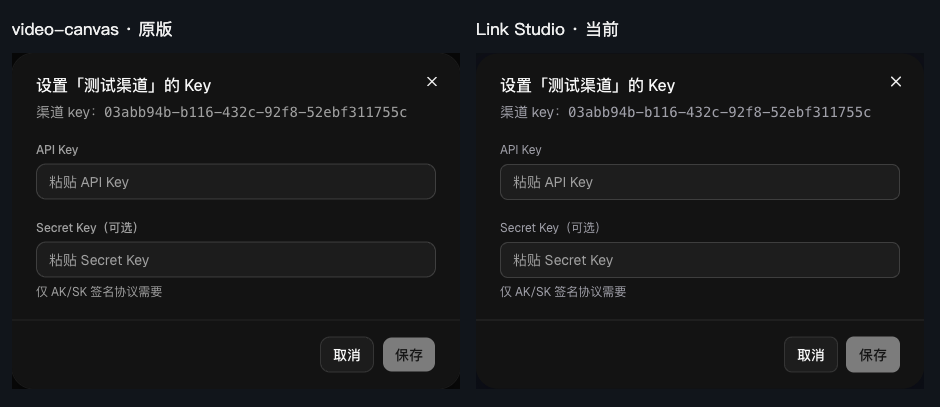 video-canvas · 原版
设置「测试渠道」的 Key
渠道 key：03abb94b-b116-432c-92f8-52ebf311755c
API Key
粘贴 API Key
Secret Key（可选）
粘贴 Secret Key
仅 AK/SK 签名协议需要
取消
保存
Link Studio · 当前
设置「测试渠道」的 Key
渠道 key：03abb94b-b116-432c-92f8-52ebf311755c
API Key
粘贴 API Key
Secret Key（可选）
粘贴 Secret Key
仅 AK/SK 签名协议需要
取消
保存